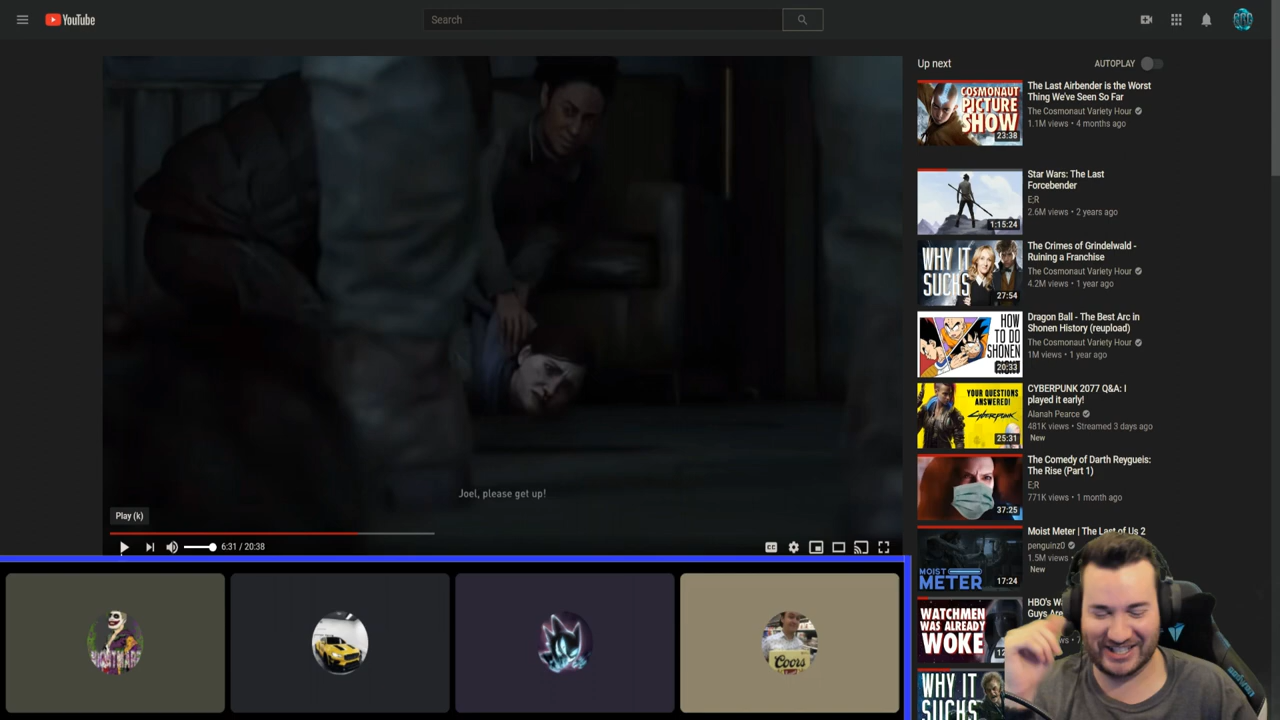 YouTube
Search
Up next
AUTOPLAY
COSMONAUT
PICTURE
SHOW
23:38
The Last Airbender is the Worst
Thing We've Seen So Far
The Cosmonaut Variety Hour
1.1M views • 4 months ago
1:15:24
Star Wars: The Last
Forcebender
E;R
2.6M views • 2 years ago
WHY IT
SUCKS
27:54
The Crimes of Grindelwald -
Ruining a Franchise
The Cosmonaut Variety Hour
4.2M views • 1 year ago
HOW
TO DO
SHONEN
RIGHT
20:33
Dragon Ball - The Best Arc in
Shonen History (reupload)
The Cosmonaut Variety Hour
1M views • 1 year ago
YOUR QUESTIONS
ANSWERED!
CYBERPUNK
25:31
CYBERPUNK 2077 Q&A: I
played it early!
Alanah Pearce
481K views • Streamed 3 days ago
New
37:25
The Comedy of Darth Reygueis:
The Rise (Part 1)
E;R
771K views • 1 month ago
MOIST
METER
17:24
Moist Meter | The Last of Us 2
penguinz0
1.5M views
New
WATCHMEN
WAS ALREADY
WOKE
HBO's Wa
Guys Are
WHY IT
SUCKS
Joel, please get up!
Play (k)
6:31 / 20:38
CC
NIGHTMARE
Coors